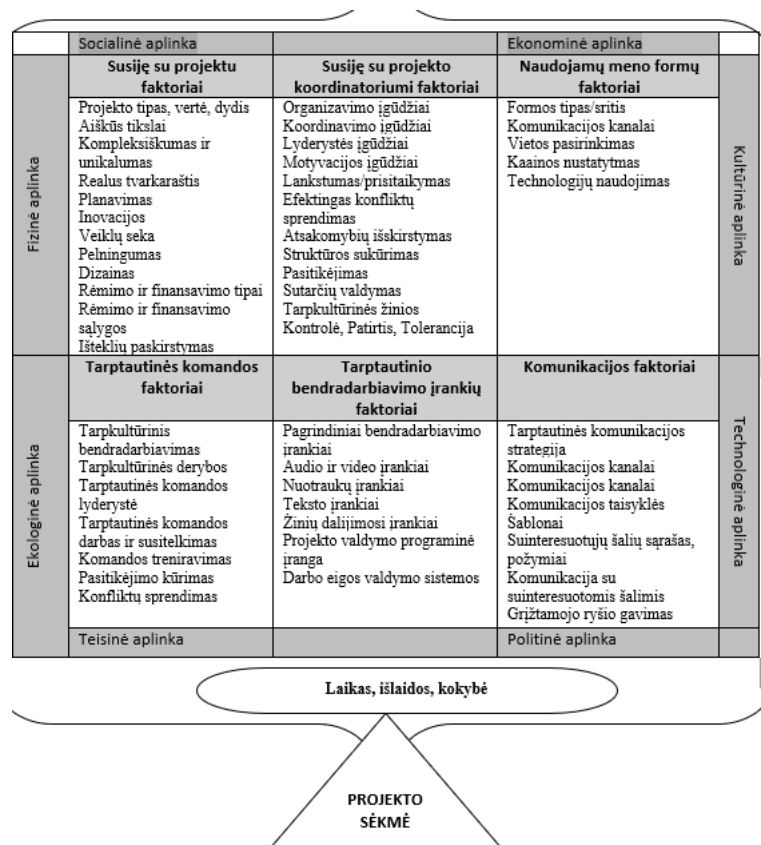 Socialinė aplinka
Ekonominė aplinka
Fizinė aplinka
Susiję su projektu
faktoriai
Projekto tipas, vertė, dydis
Aiškūs tikslai
Kompleksiškumas ir
unikalumas
Realus tvarkaraštis
Planavimas
Inovacijos
Veiklų seka
Pelningumas
Dizainas
Rėmimo ir finansavimo tipai
Rėmimo ir finansavimo
sąlygos
Išteklių paskirstymas
Susiję su projekto
koordinatoriumi faktoriai
Organizavimo įgūdžiai
Koordinavimo įgūdžiai
Lyderystės įgūdžiai
Motyvacijos įgūdžiai
Lankstumas/prisitaikymas
Efektingas konfliktų
sprendimas
Atsakomybių išskirstymas
Struktūros sukūrimas
Pasitikėjimas
Sutarčių valdymas
Tarpkultūrinės žinios
Kontrolė, Patirtis, Tolerancija
Naudojamų meno formų
faktoriai
Formos tipas/sritis
Komunikacijos kanalai
Vietos pasirinkimas
Kaainos nustatytmas
Technologijų naudojimas
Kultūrinė aplinka
Ekologinė aplinka
Tarptautinės komandos
faktoriai
Tarpkultūrinis
bendradarbiavimas
Tarpkultūrinės derybos
Tarptautinės komandos
lyderystė
Tarptautinės komandos
darbas ir susitelkimas
Komandos treniravimas
Pasitikėjimo kūrimas
Konfliktų sprendimas
Tarptautinio
bendradarbiavimo įrankių
faktoriai
Pagrindiniai bendradarbiavimo
įrankiai
Audio ir video įrankiai
Nuotraukų įrankiai
Teksto įrankiai
Žinių dalijimosi įrankiai
Projekto valdymo programinė
įranga
Darbo eigos valdymo sistemos
Komunikacijos faktoriai
Tarptautinės komunikacijos
strategija
Komunikacijos kanalai
Komunikacijos kanalai
Komunikacijos taisyklės
Šablonai
Suinteresuotujų šalių sąrašas,
požymiai
Komunikacija su
suinteresuotomis šalimis
Grįžtamojo ryšio gavimas
Technologinė aplinka
Teisinė aplinka
Politinė aplinka
Laikas, išlaidos, kokybė
PROJEKTO
SĖKMĖ